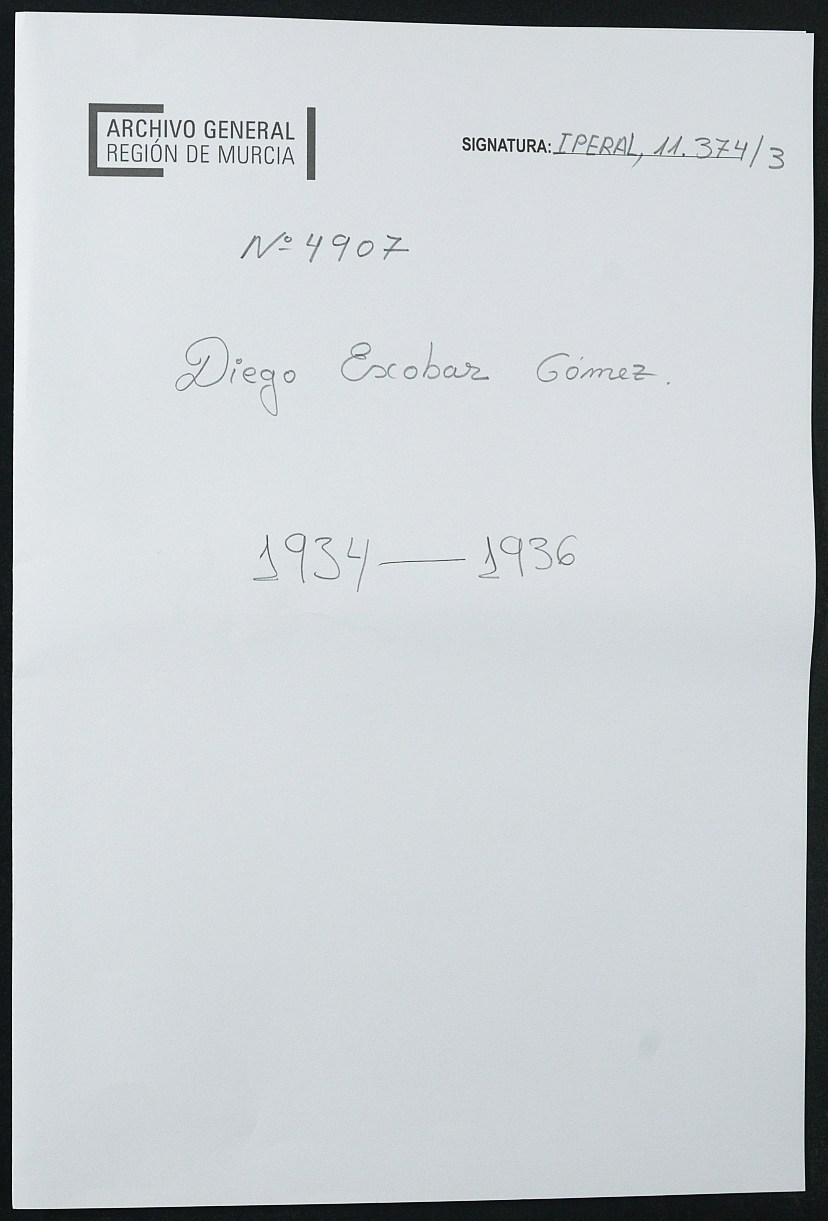 ARCHIVO GENERAL
REGIÓN DE MURCIA
SIGNATURA: IPERAL, 11.374/3
Nº 4907
Diego Escobar Gómez.
1934 — 1936